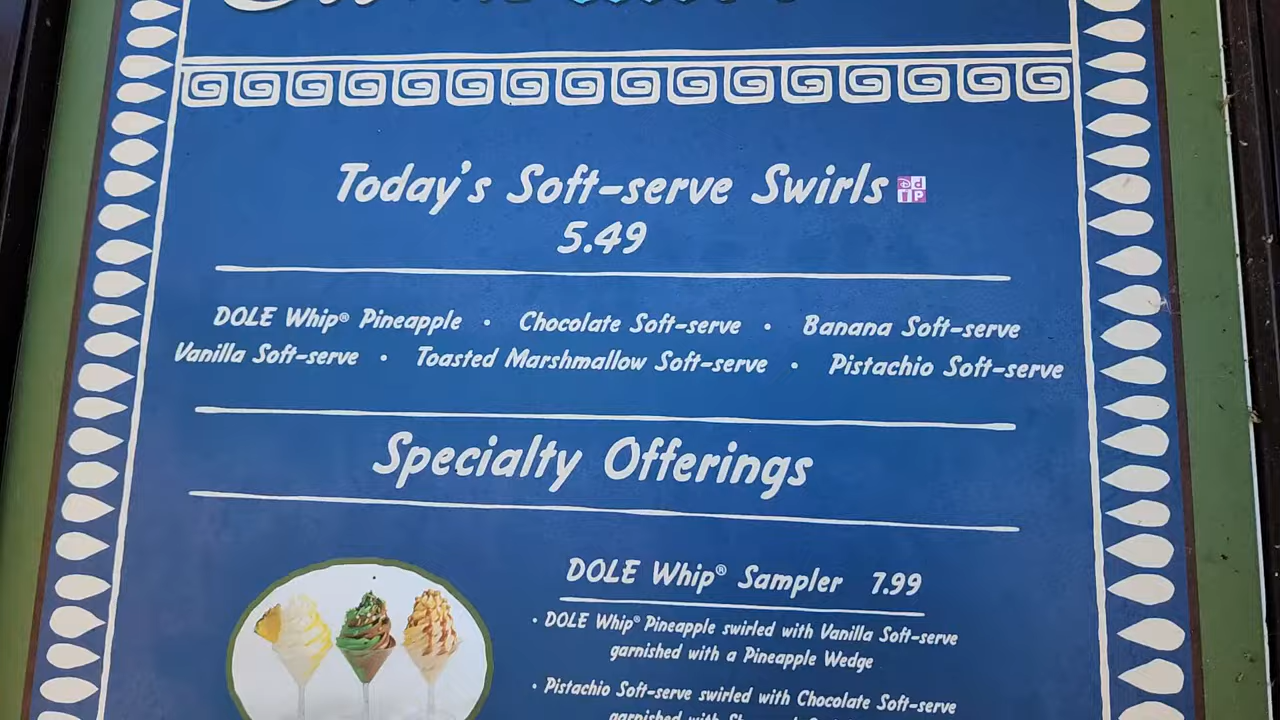 Today's Soft-serve Swirls
5.49
DOLE Whip® Pineapple • Chocolate Soft-serve • Banana Soft-serve
Vanilla Soft-serve • Toasted Marshmallow Soft-serve • Pistachio Soft-serve
Specialty Offerings
DOLE Whip® Sampler 7.99
• DOLE Whip® Pineapple swirled with Vanilla Soft-serve
garnished with a Pineapple Wedge
• Pistachio Soft-serve swirled with Chocolate Soft-serve
garnished with